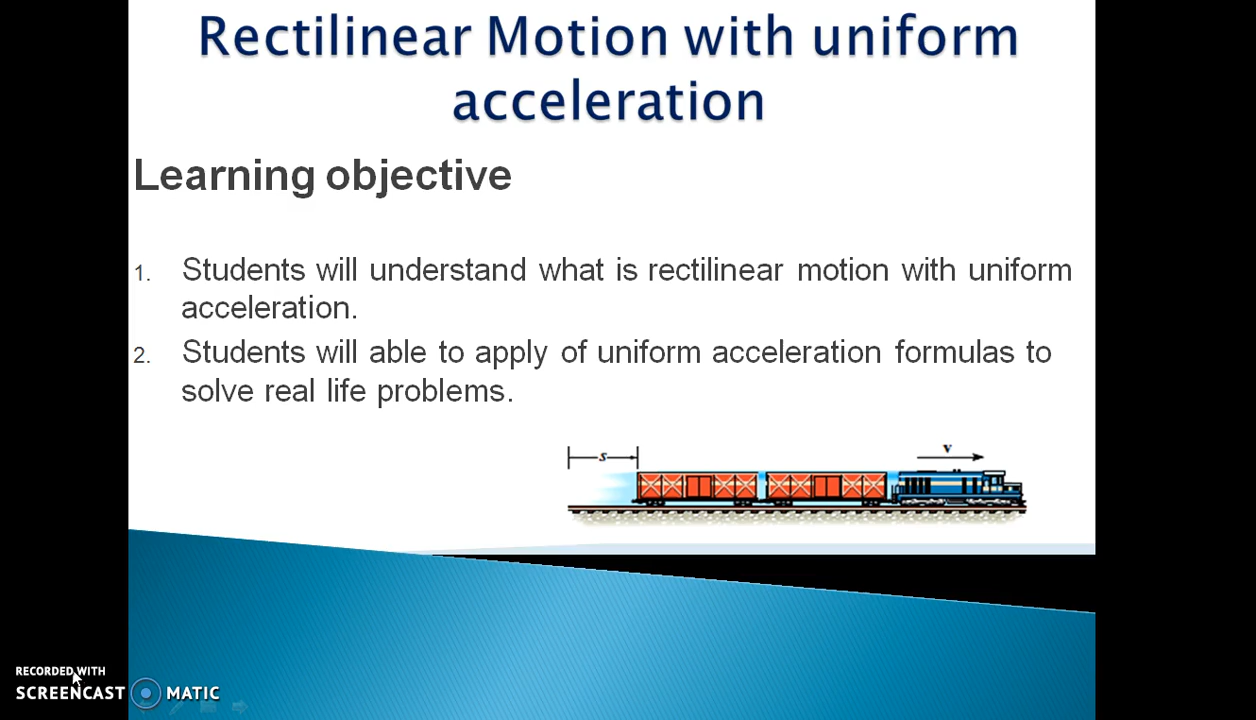 Rectilinear Motion with uniform
acceleration
Learning objective
1. Students will understand what is rectilinear motion with uniform
acceleration.
2. Students will able to apply of uniform acceleration formulas to
solve real life problems.
s
v
RECORDED WITH
SCREENCAST MATIC